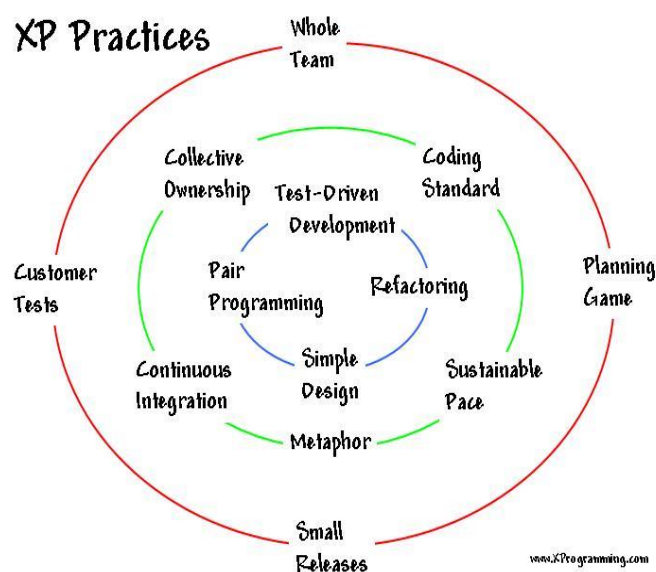 XP Practices
Whole
Team
Collective
Ownership
Coding
Standard
Test-Driven
Development
Customer
Tests
Pair
Programming
Refactoring
Planning
Game
Continuous
Integration
Simple
Design
Sustainable
Pace
Metaphor
Small
Releases
www.XProgramming.com